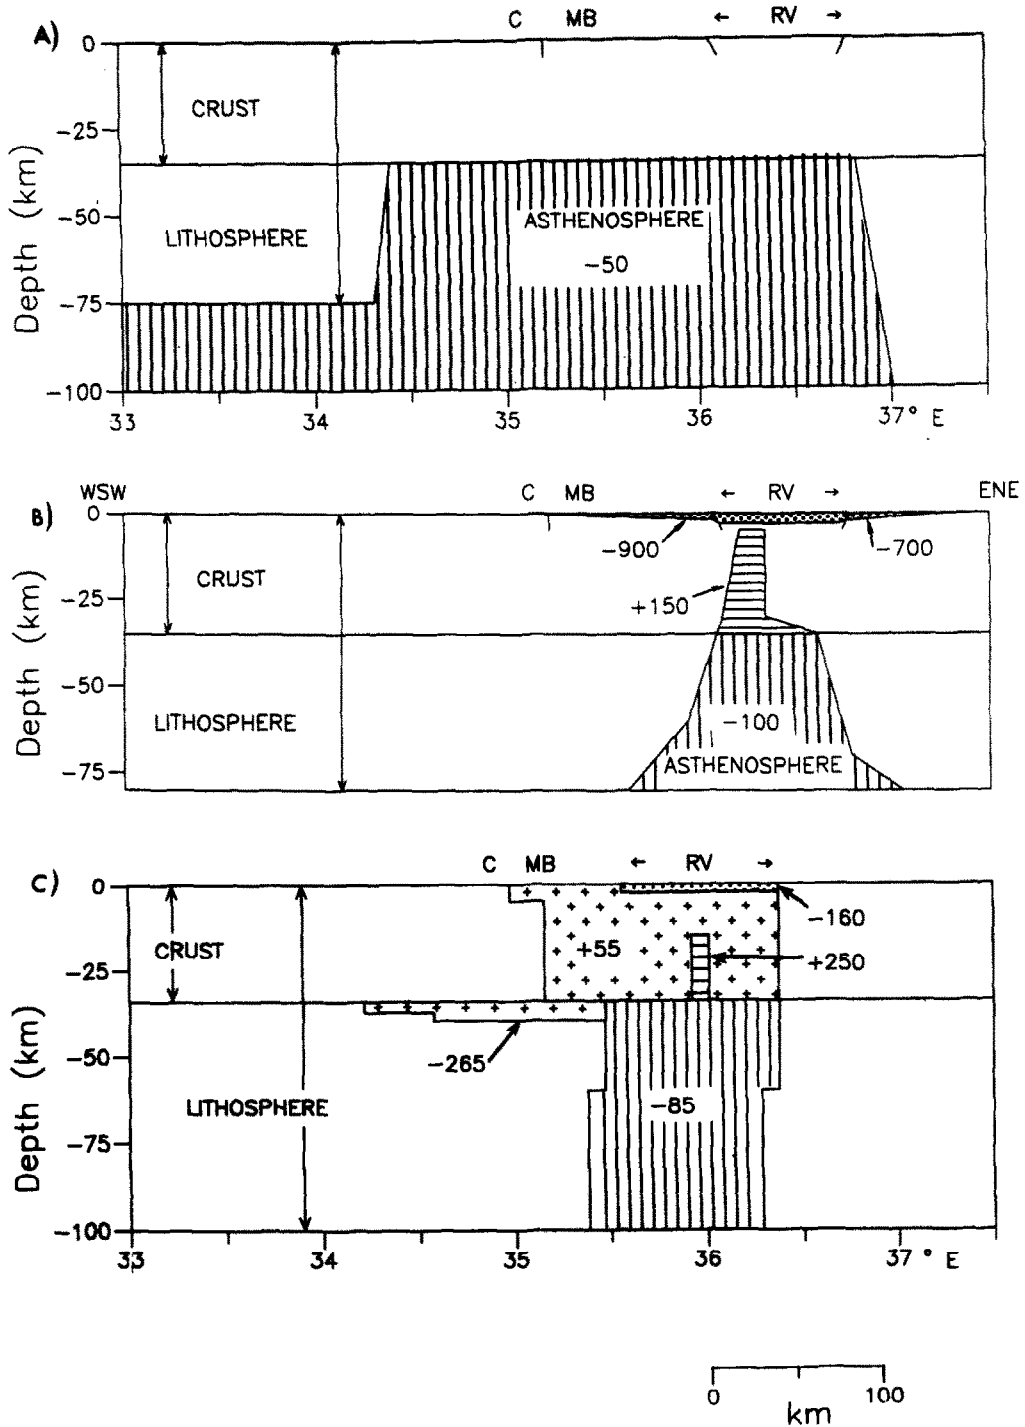 A)
C MB ← RV →
0
CRUST
−25
−50
LITHOSPHERE
ASTHENOSPHERE
−50
−75
−100
Depth (km)
33 34 35 36 37° E
B)
WSW C MB ← RV → ENE
0
−900
−700
CRUST
−25
+150
−50
LITHOSPHERE
−100
ASTHENOSPHERE
−75
Depth (km)
C)
C MB ← RV →
0
−160
CRUST
+55
+250
−25
−50
−265
LITHOSPHERE
−85
−75
−100
Depth (km)
33 34 35 36 37 ° E
0 100
km